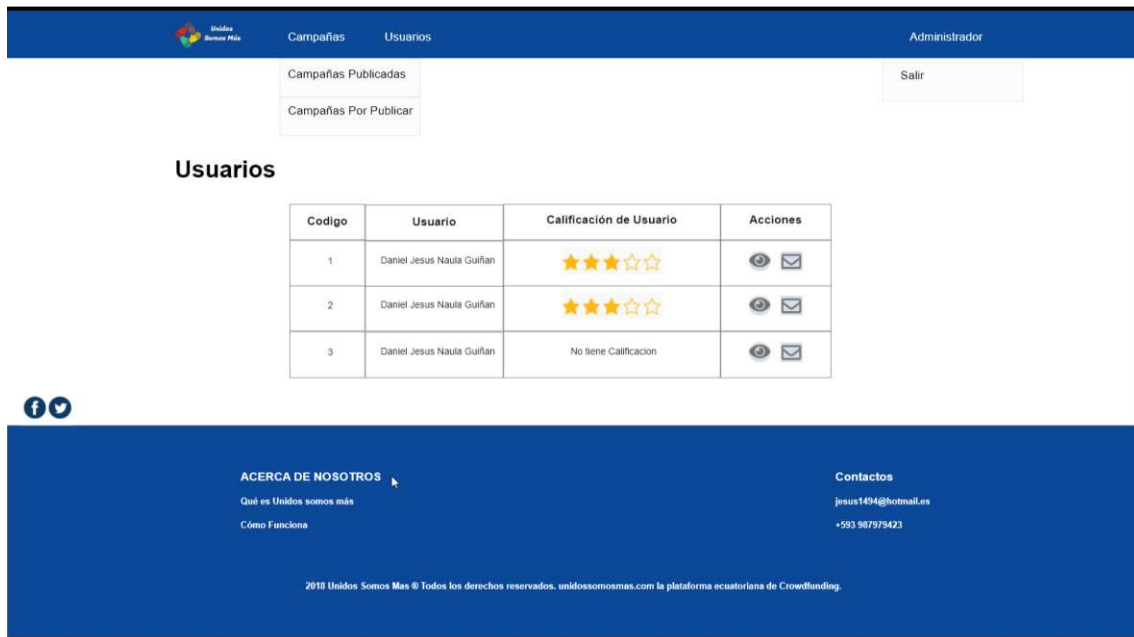 Unidos
Somos Más
Campañas
Usuarios
Administrador
Campañas Publicadas
Salir
Campañas Por Publicar
Usuarios
Codigo
Usuario
Calificación de Usuario
Acciones
1
Daniel Jesus Naula Guiñan
2
Daniel Jesus Naula Guiñan
3
Daniel Jesus Naula Guiñan
No tiene Calificacion
ACERCA DE NOSOTROS
Contactos
Qué es Unidos somos más
jesus1494@hotmail.es
Cómo Funciona
+593 987979423
2018 Unidos Somos Mas ® Todos los derechos reservados. unidossomosmas.com la plataforma ecuatoriana de Crowdfunding.